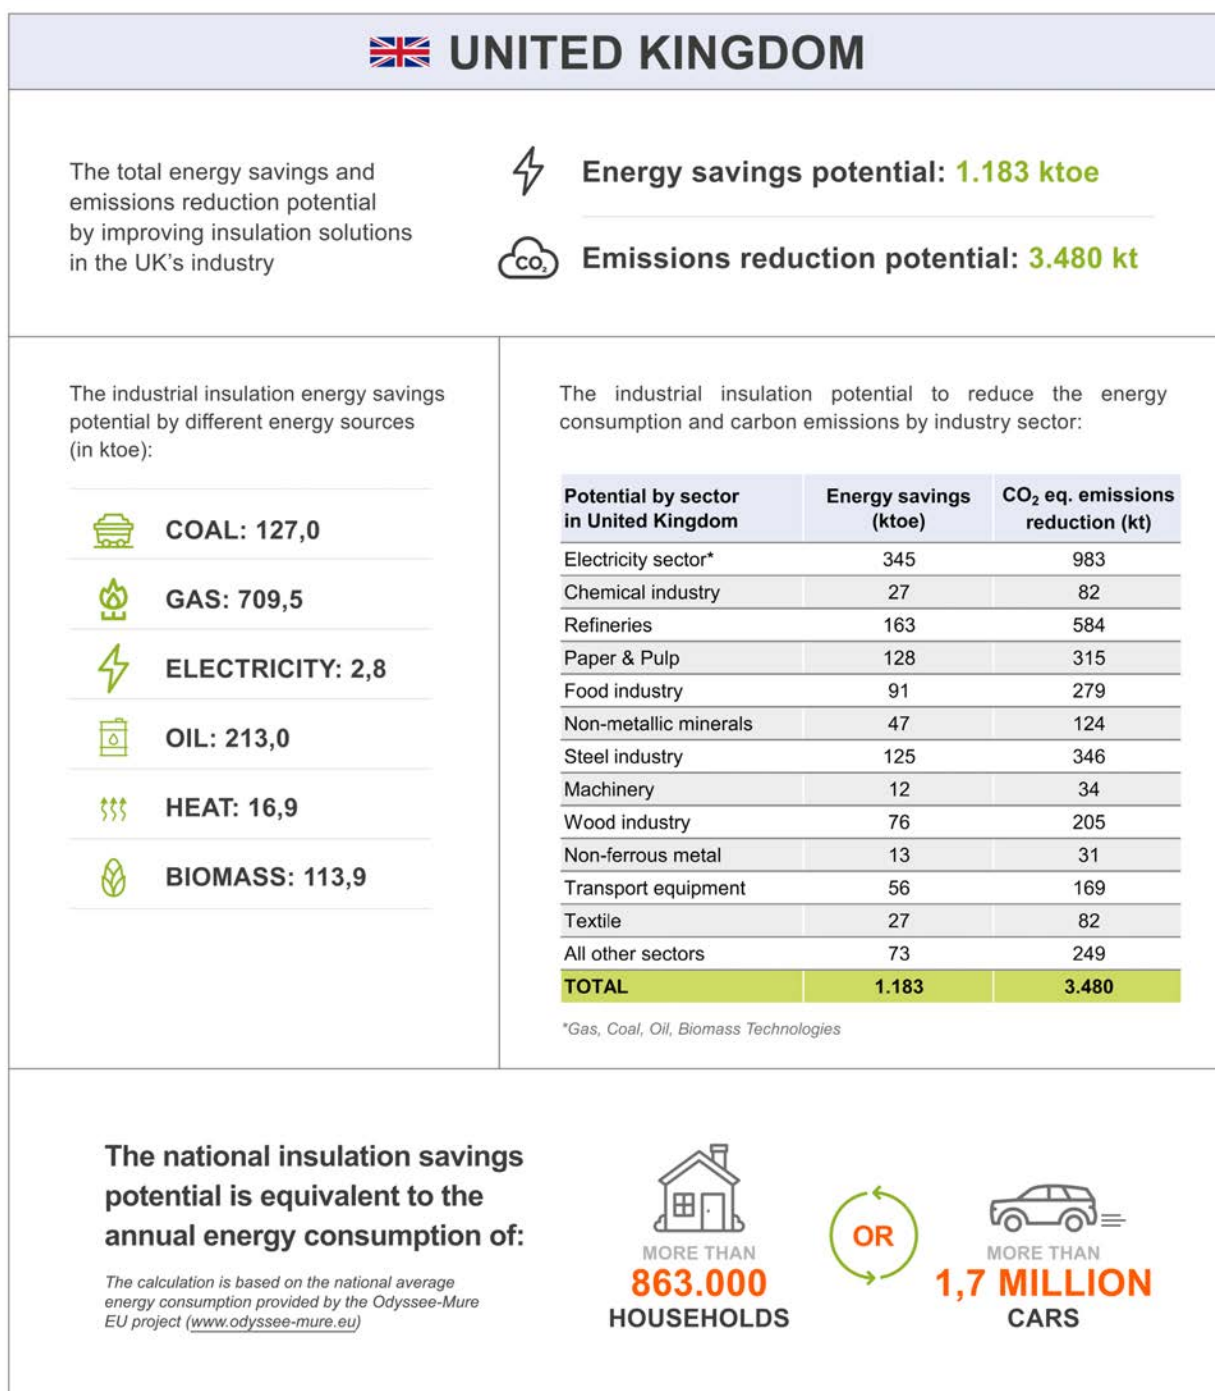 UNITED KINGDOM
The total energy savings and
emissions reduction potential
by improving insulation solutions
in the UK's industry
Energy savings potential: 1.183 ktoe
CO₂
Emissions reduction potential: 3.480 kt
The industrial insulation energy savings
potential by different energy sources
(in ktoe):
COAL: 127,0
GAS: 709,5
ELECTRICITY: 2,8
OIL: 213,0
HEAT: 16,9
BIOMASS: 113,9
The industrial insulation potential to reduce the energy
consumption and carbon emissions by industry sector:
Potential by sector in United Kingdom Energy savings (ktoe) CO₂ eq. emissions reduction (kt)
Electricity sector* 345 983
Chemical industry 27 82
Refineries 163 584
Paper & Pulp 128 315
Food industry 91 279
Non-metallic minerals 47 124
Steel industry 125 346
Machinery 12 34
Wood industry 76 205
Non-ferrous metal 13 31
Transport equipment 56 169
Textile 27 82
All other sectors 73 249
TOTAL 1.183 3.480
*Gas, Coal, Oil, Biomass Technologies
The national insulation savings
potential is equivalent to the
annual energy consumption of:
The calculation is based on the national average
energy consumption provided by the Odyssee-Mure
EU project (www.odyssee-mure.eu)
MORE THAN
863.000
HOUSEHOLDS
OR
MORE THAN
1,7 MILLION
CARS